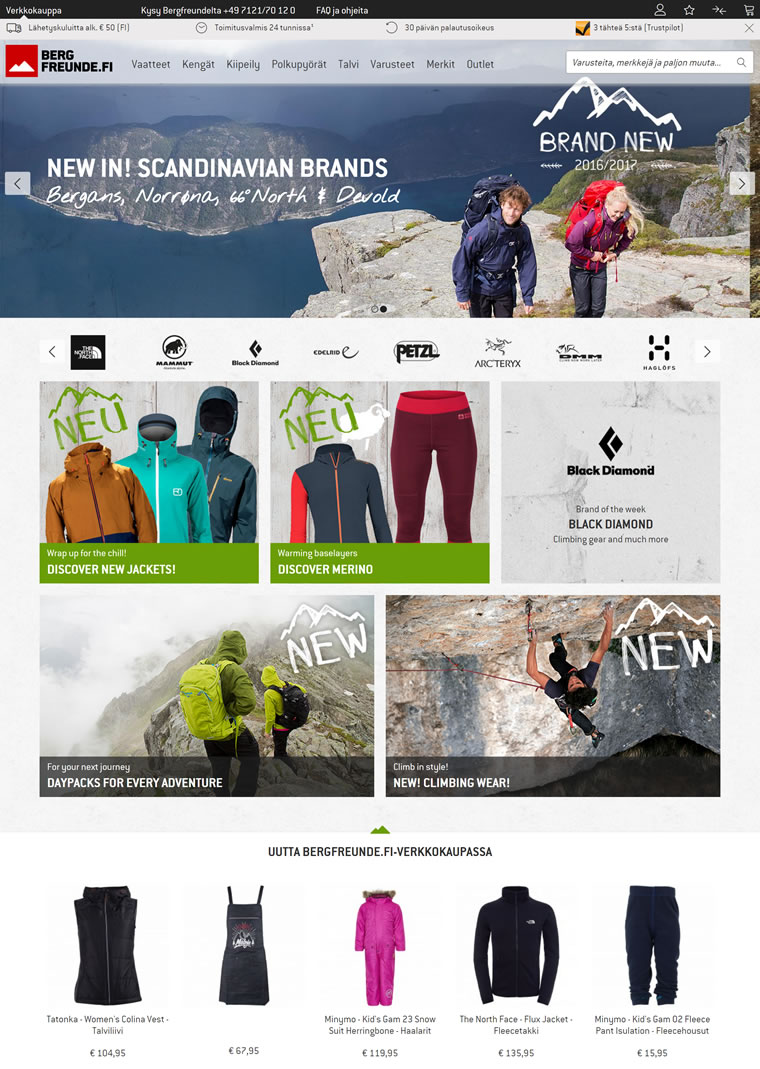 Verkkokauppa
Kysy Bergfreundelta +49 7121/70 12 0
FAQ ja ohjeita
Lähetyskuluitta alk. € 50 (FI)
Toimitusvalmis 24 tunnissa¹
30 päivän palautusoikeus
3 tähteä 5:stä (Trustpilot)
BERG
FREUNDE.FI
Vaatteet Kengät Kiipeily Polkupyörät Talvi Varusteet Merkit Outlet
Varusteita, merkkejä ja paljon muuta...
BRAND NEW
2016/2017
NEW IN! SCANDINAVIAN BRANDS
Bergans, Norrøna, 66°North & Devold
THE NORTH FACE
MAMMUT
Black Diamond
EDELRID
PETZL
ARC'TERYX
DMM
CLIMB NOW WORK LATER
HAGLÖFS
NEU
Wrap up for the chill!
DISCOVER NEW JACKETS!
NEU
Warming baselayers
DISCOVER MERINO
Black Diamond
Brand of the week
BLACK DIAMOND
Climbing gear and much more
NEW
For your next journey
DAYPACKS FOR EVERY ADVENTURE
NEW
Climb in style!
NEW! CLIMBING WEAR!
UUTTA BERGFREUNDE.FI-VERKKOKAUPASSA
Tatonka - Women's Colina Vest -
Talviliivi
€ 104,95
€ 67,95
Minymo - Kid's Gam 23 Snow
Suit Herringbone - Haalarit
€ 119,95
The North Face - Flux Jacket -
Fleecetakki
€ 135,95
Minymo - Kid's Gam 02 Fleece
Pant Isulation - Fleecehousut
€ 15,95